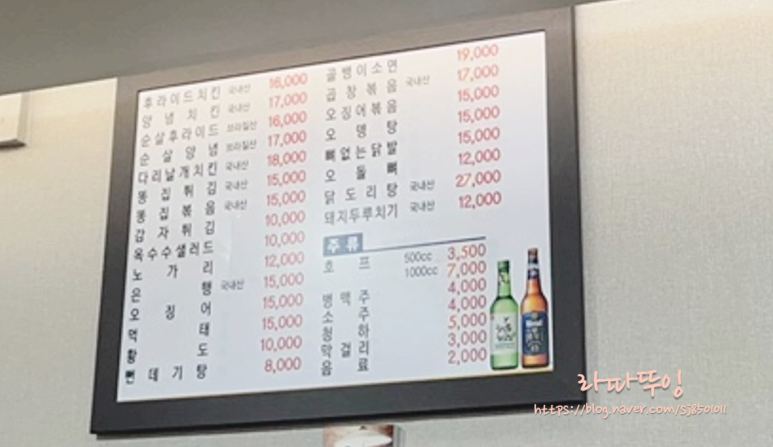 후라이드치킨 국내산 16,000
양념치킨 국내산 17,000
순살후라이드 브라질산 16,000
순살양념 브라질산 17,000
다리날개치킨 국내산 18,000
똥집튀김 국내산 15,000
똥집볶음 국내산 15,000
감자튀김 10,000
옥수수샐러드 10,000
노가리 12,000
은행 국내산 15,000
오징어 15,000
먹태 15,000
황도 10,000
뻔데기탕 8,000
골뱅이소면 19,000
곱창볶음 국내산 17,000
오징어볶음 15,000
오뎅탕 15,000
뼈없는닭발 15,000
오돌뼈 12,000
닭도리탕 국내산 27,000
돼지두루치기 국내산 12,000
주류
호프 500cc 3,500
1000cc 7,000
병맥주 4,000
소주 4,000
청하 5,000
막걸리 3,000
음료 2,000
라따뚜잉
https://blog.naver.com/sj8501011